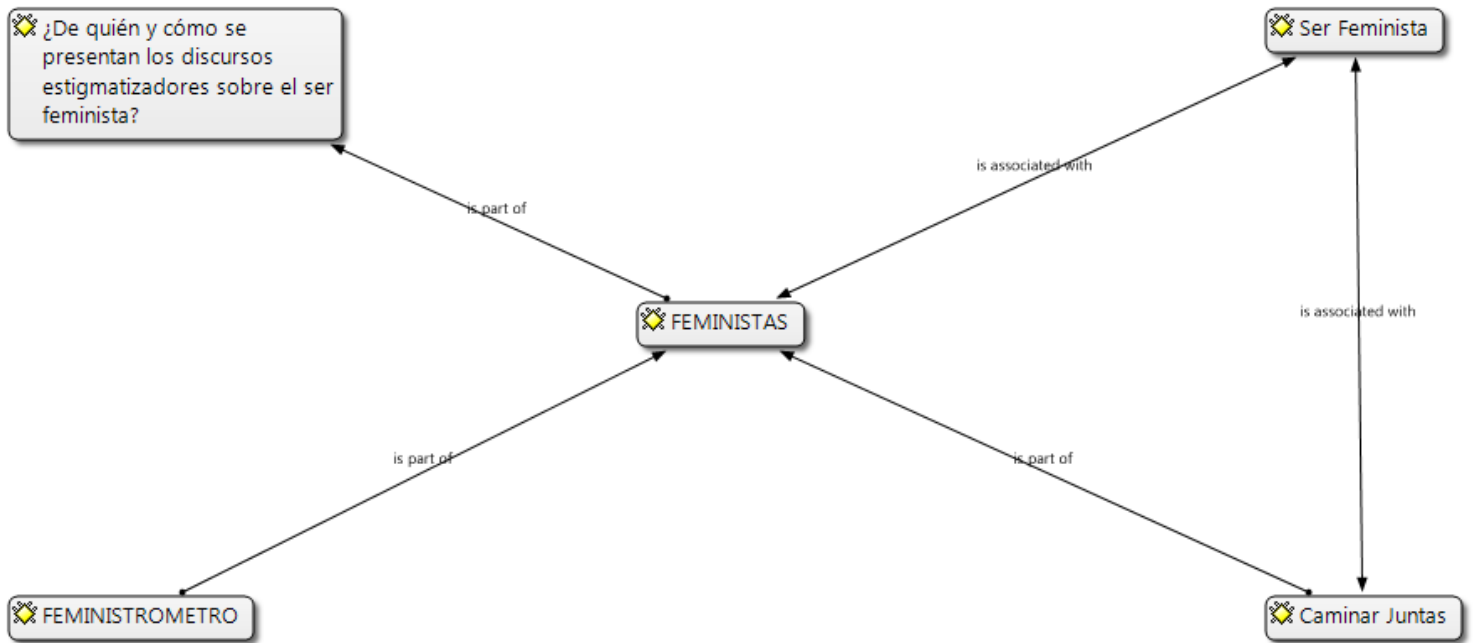 ¿De quién y cómo se
presentan los discursos
estigmatizadores sobre el ser
feminista?
Ser Feminista
is associated with
is part of
is associated with
FEMINISTAS
is part of
is part of
FEMINISTROMETRO
Caminar Juntas